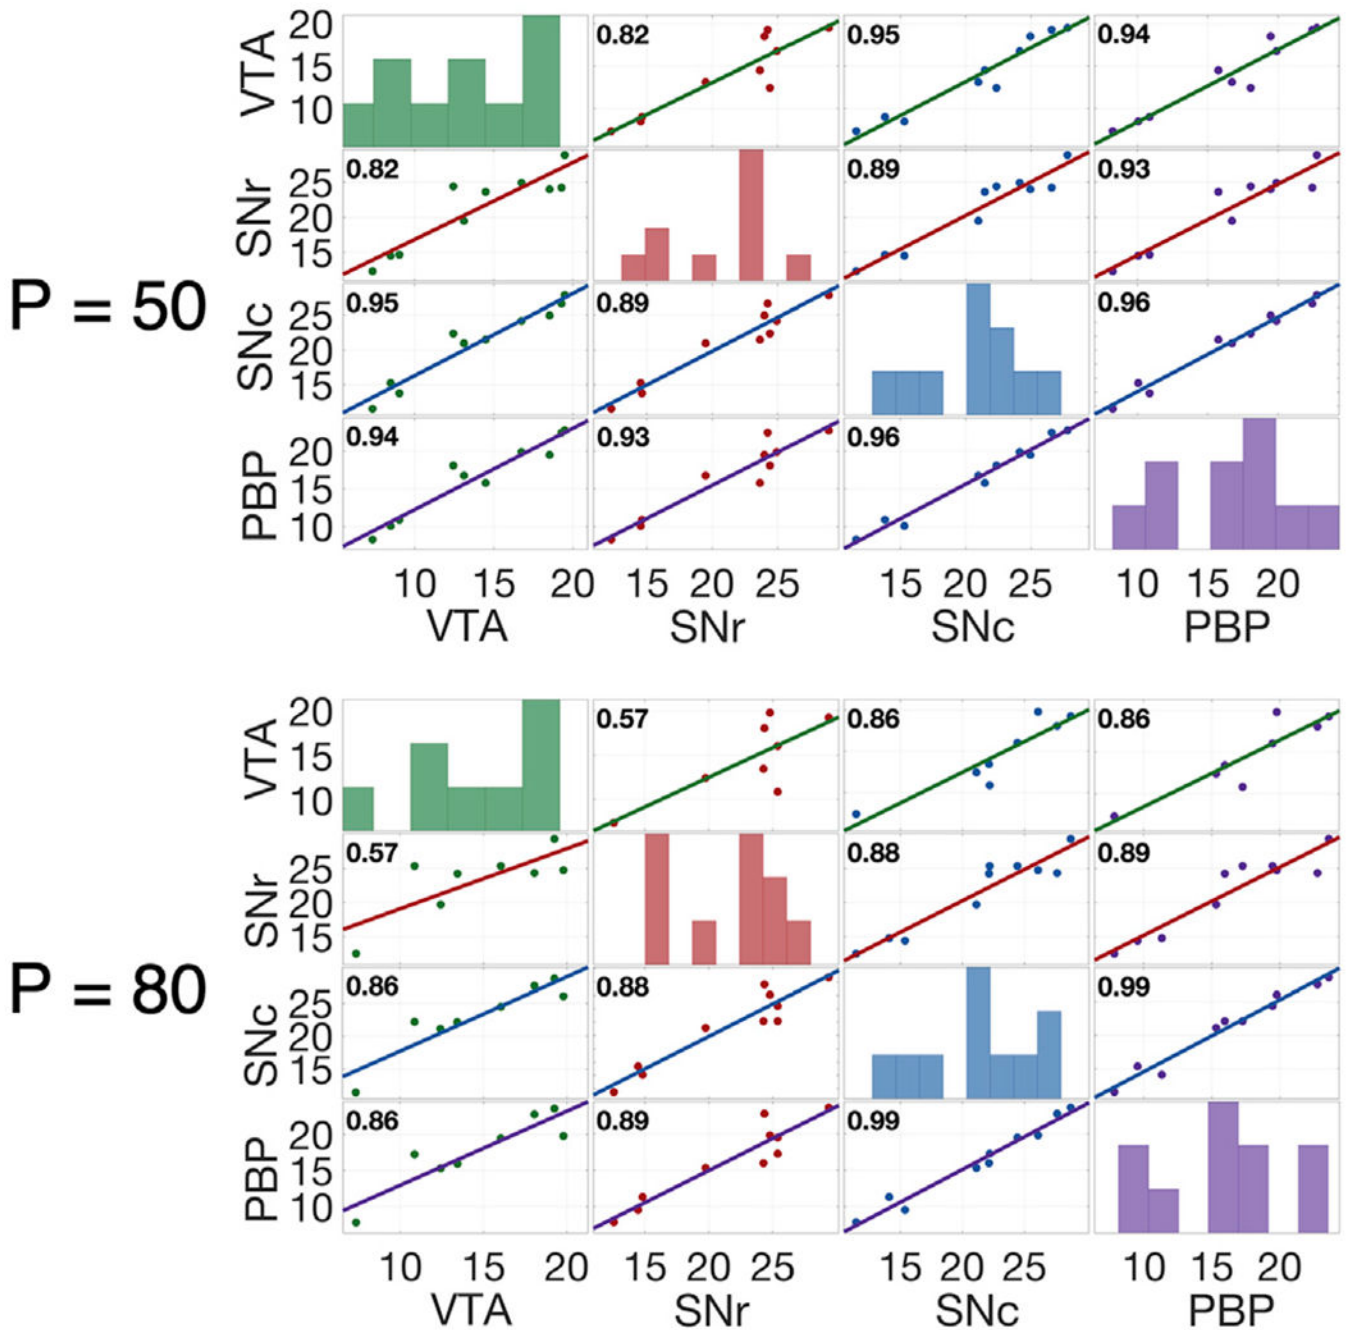 20 0.82 0.95 0.94
VTA 15
10
0.82 0.89 0.93
SNr 25
20
15
P = 50
0.95 0.89 0.96
SNc 25
20
15
0.94 0.93 0.96
PBP 20
15
10
10 15 20 15 20 25 15 20 25 10 15 20
VTA SNr SNc PBP
20 0.57 0.86 0.86
VTA 15
10
0.57 0.88 0.89
SNr 25
20
15
P = 80
0.86 0.88 0.99
SNc 25
20
15
0.86 0.89 0.99
PBP 20
15
10
10 15 20 15 20 25 15 20 25 10 15 20
VTA SNr SNc PBP